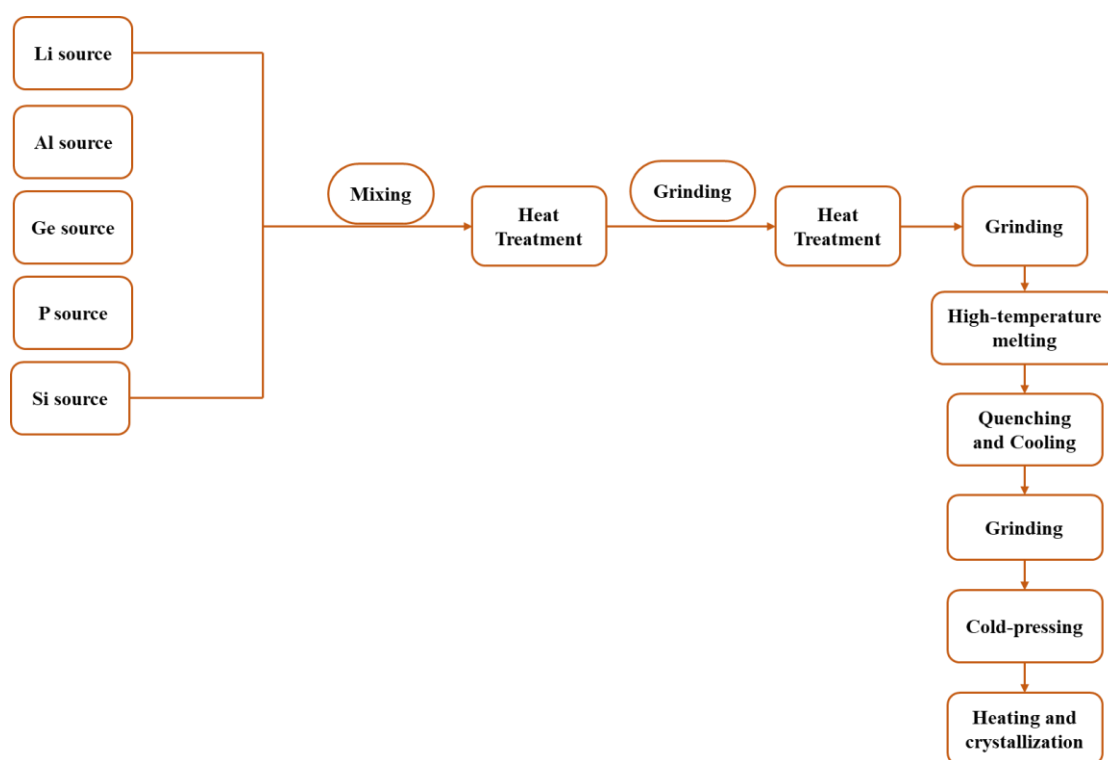 Li source
Al source
Ge source
P source
Si source
Mixing
Heat
Treatment
Grinding
Heat
Treatment
Grinding
High-temperature
melting
Quenching
and Cooling
Grinding
Cold-pressing
Heating and
crystallization